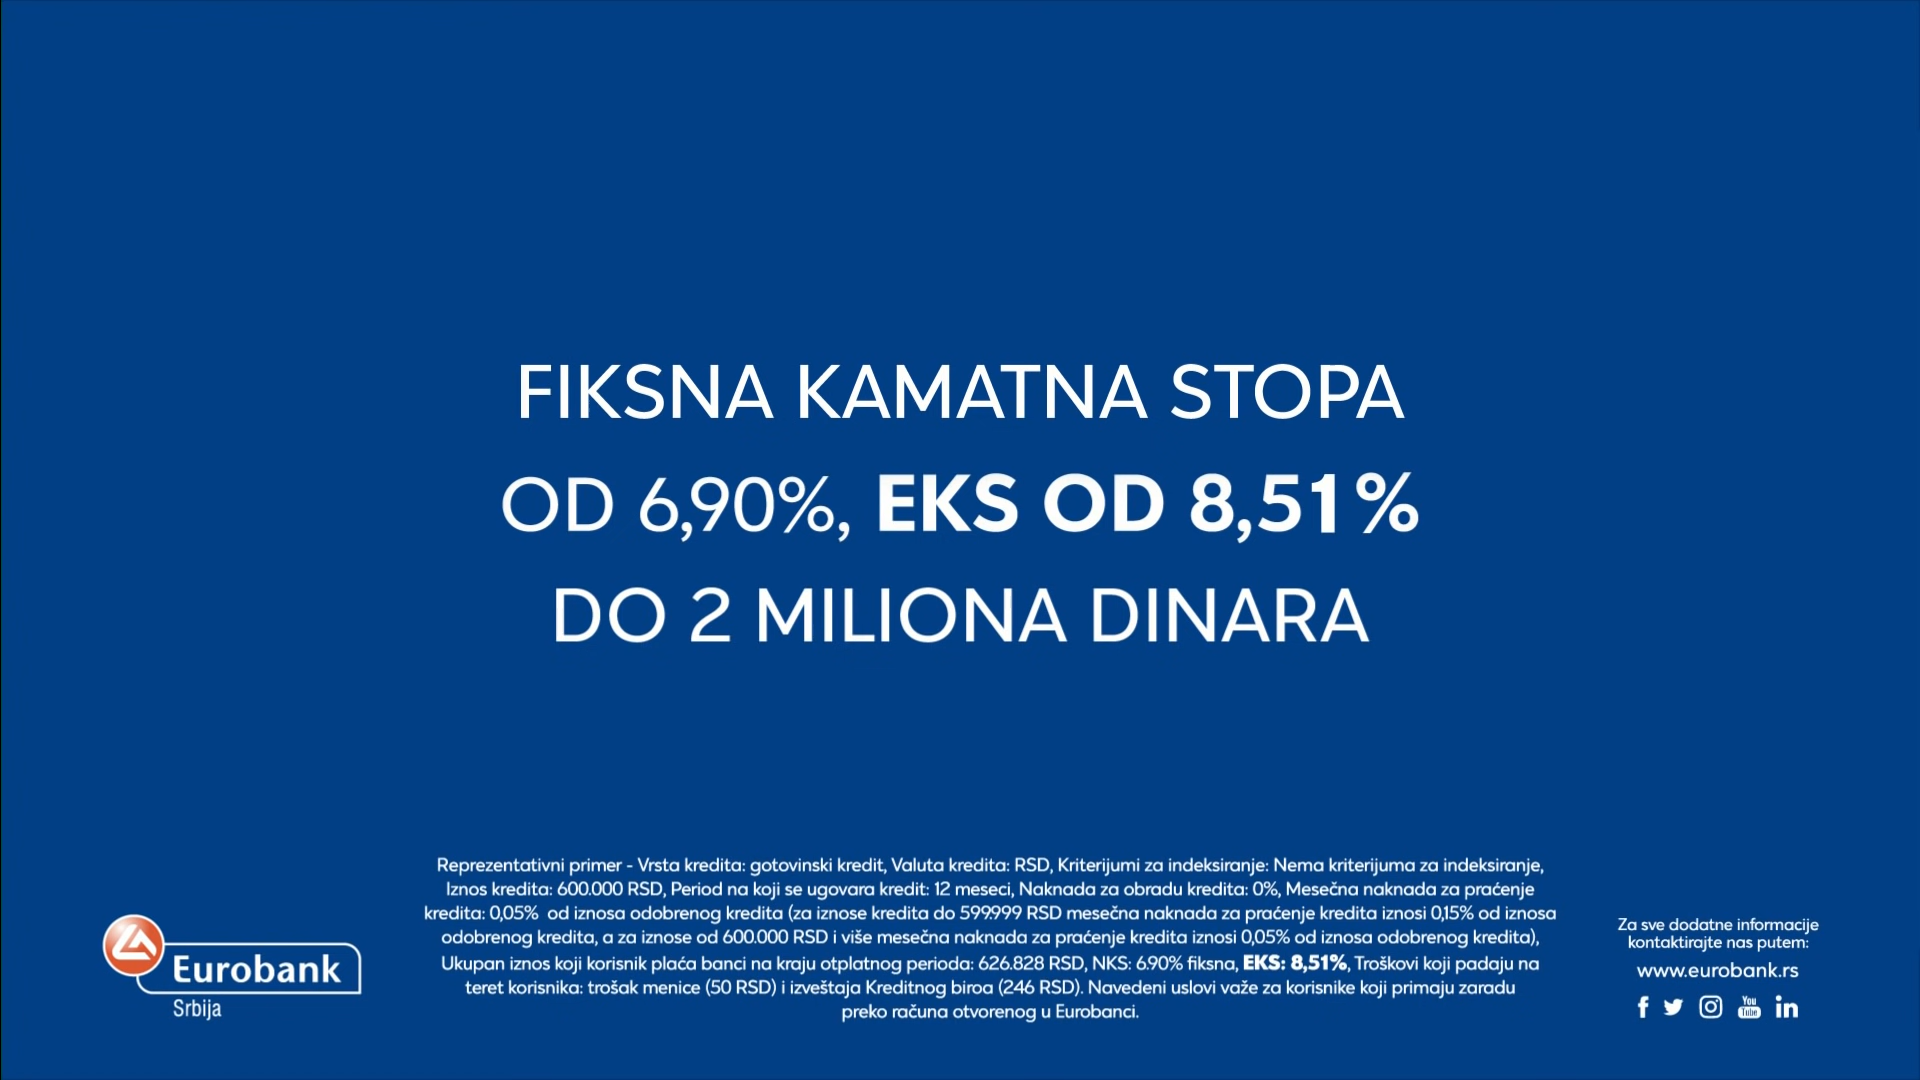 FIKSNA KAMATNA STOPA
OD 6,90%, EKS OD 8,51%
DO 2 MILIONA DINARA
Reprezentativni primer - Vrsta kredita: gotovinski kredit, Valuta kredita: RSD, Kriterijumi za indeksiranje: Nema kriterijuma za indeksiranje,
Iznos kredita: 600.000 RSD, Period na koji se ugovara kredit: 12 meseci, Naknada za obradu kredita: 0%, Mesečna naknada za praćenje
kredita: 0,05% od iznosa odobrenog kredita (za iznose kredita do 599.999 RSD mesečna naknada za praćenje kredita iznosi 0,15% od iznosa
odobrenog kredita, a za iznose od 600.000 RSD i više mesečna naknada za praćenje kredita iznosi 0,05% od iznosa odobrenog kredita),
Ukupan iznos koji korisnik plaća banci na kraju otplatnog perioda: 626.828 RSD, NKS: 6.90% fiksna, EKS: 8,51%, Troškovi koji padaju na
teret korisnika: trošak menice (50 RSD) i izveštaja Kreditnog biroa (246 RSD). Navedeni uslovi važe za korisnike koji primaju zaradu
preko računa otvorenog u Eurobanci.
Eurobank
Srbija
Za sve dodatne informacije
kontaktirajte nas putem:
www.eurobank.rs
f You Tube in